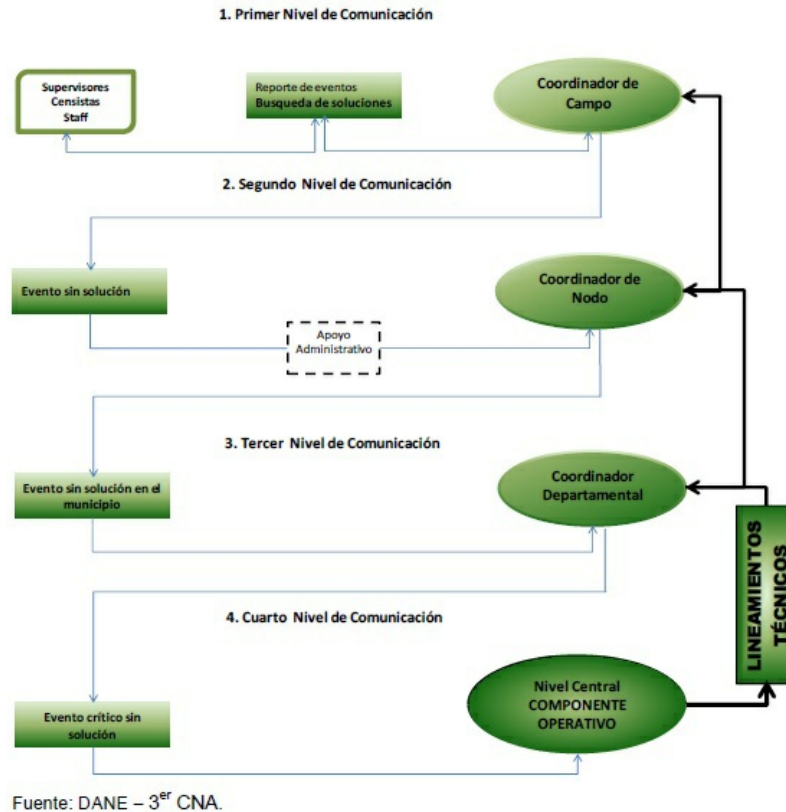 1. Primer Nivel de Comunicación
Supervisores
Censistas
Staff
Reporte de eventos
Busqueda de soluciones
Coordinador de
Campo
2. Segundo Nivel de Comunicación
Evento sin solución
Apoyo
Administrativo
Coordinador de
Nodo
3. Tercer Nivel de Comunicación
Evento sin solución en el
municipio
Coordinador
Departamental
LINEAMIENTOS
TÉCNICOS
4. Cuarto Nivel de Comunicación
Evento crítico sin
solución
Nivel Central
COMPONENTE
OPERATIVO
Fuente: DANE – 3er CNA.